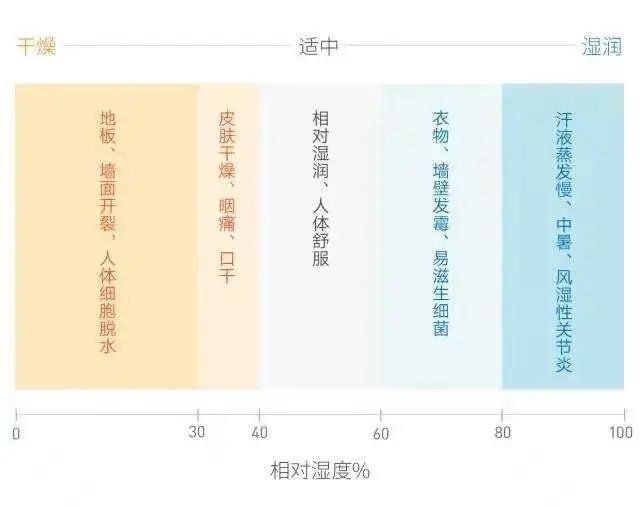 干燥
适中
湿润
地板、墙面开裂，人体细胞脱水
皮肤干燥、咽痛、口干
相对湿润、人体舒服
衣物、墙壁发霉、易滋生细菌
汗液蒸发慢、中暑、风湿性关节炎
0
30
40
60
80
100
相对湿度%